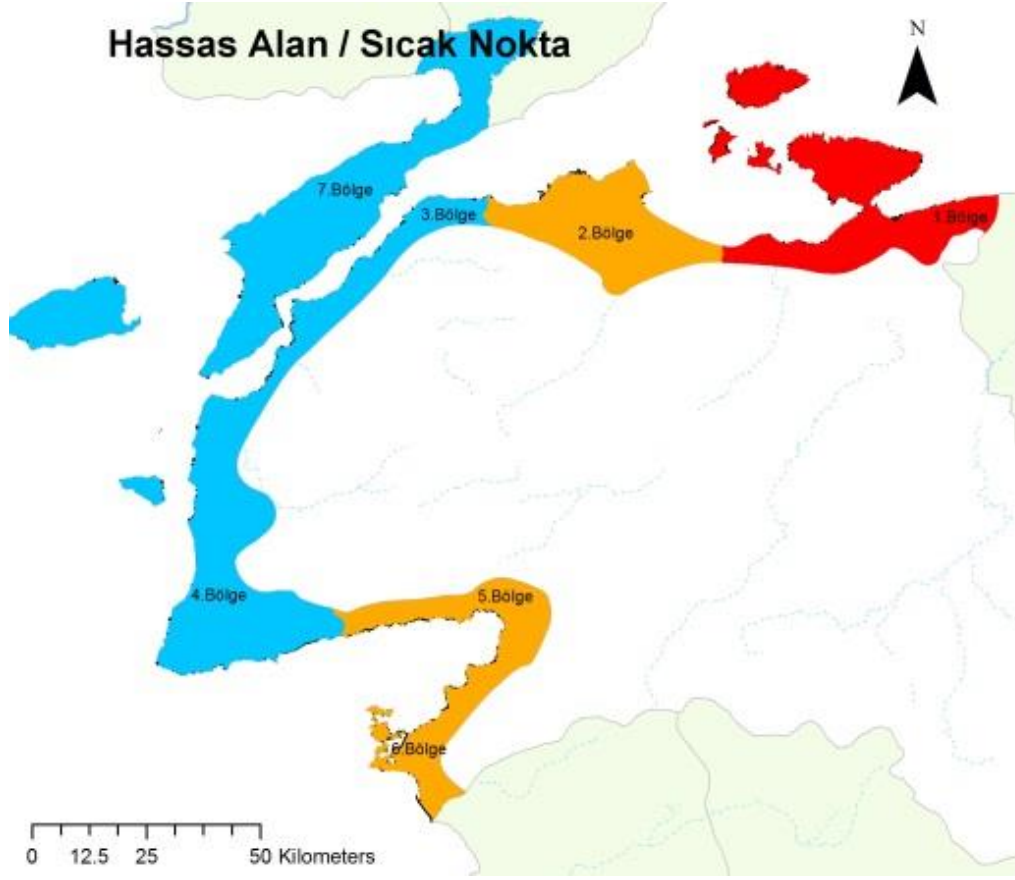 Hassas Alan / Sıcak Nokta
N
7.Bölge
3.Bölge
2.Bölge
1.Bölge
4.Bölge
5.Bölge
6.Bölge
0 12.5 25 50 Kilometers